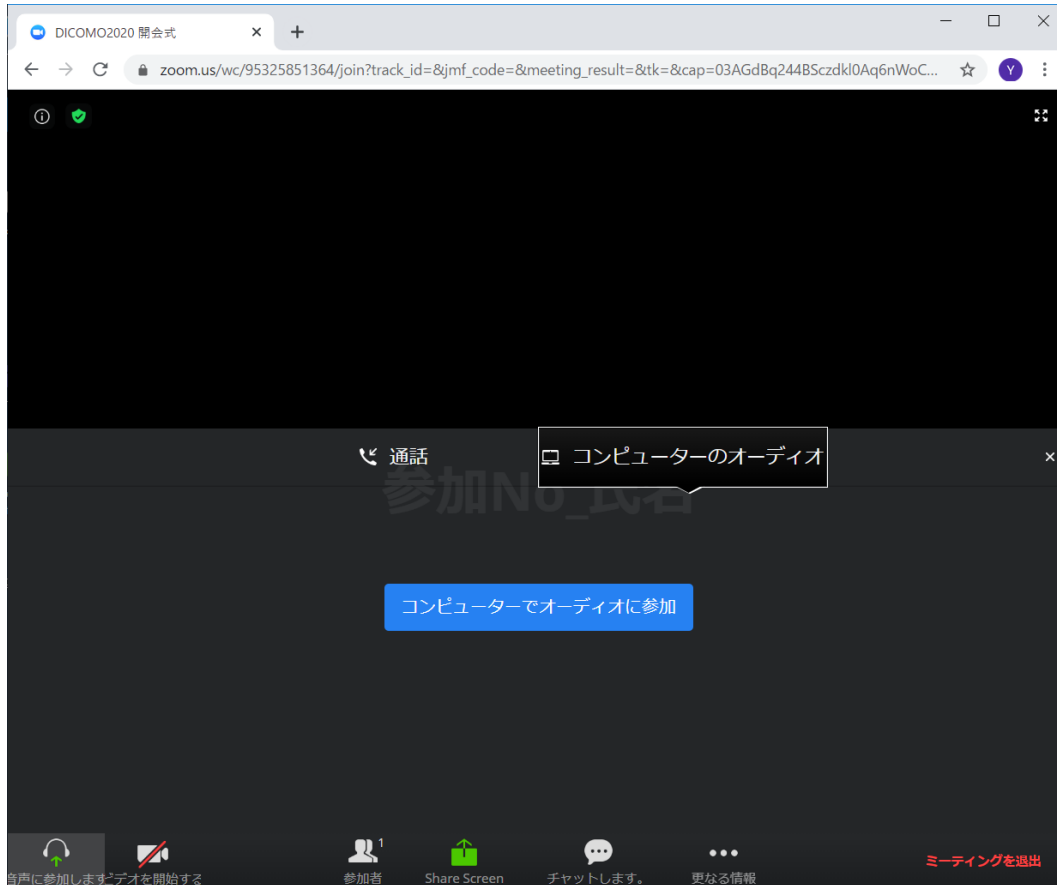 DICOMO2020 開会式
zoom.us/wc/95325851364/join?track_id=&jmf_code=&meeting_result=&tk=&cap=03AGdBq244BSczdkl0Aq6nWoC...
Y
通話
コンピューターのオーディオ
参加No_氏名
コンピューターでオーディオに参加
1
音声に参加します
ビデオを開始する
参加者
Share Screen
チャットします。
更なる情報
ミーティングを退出